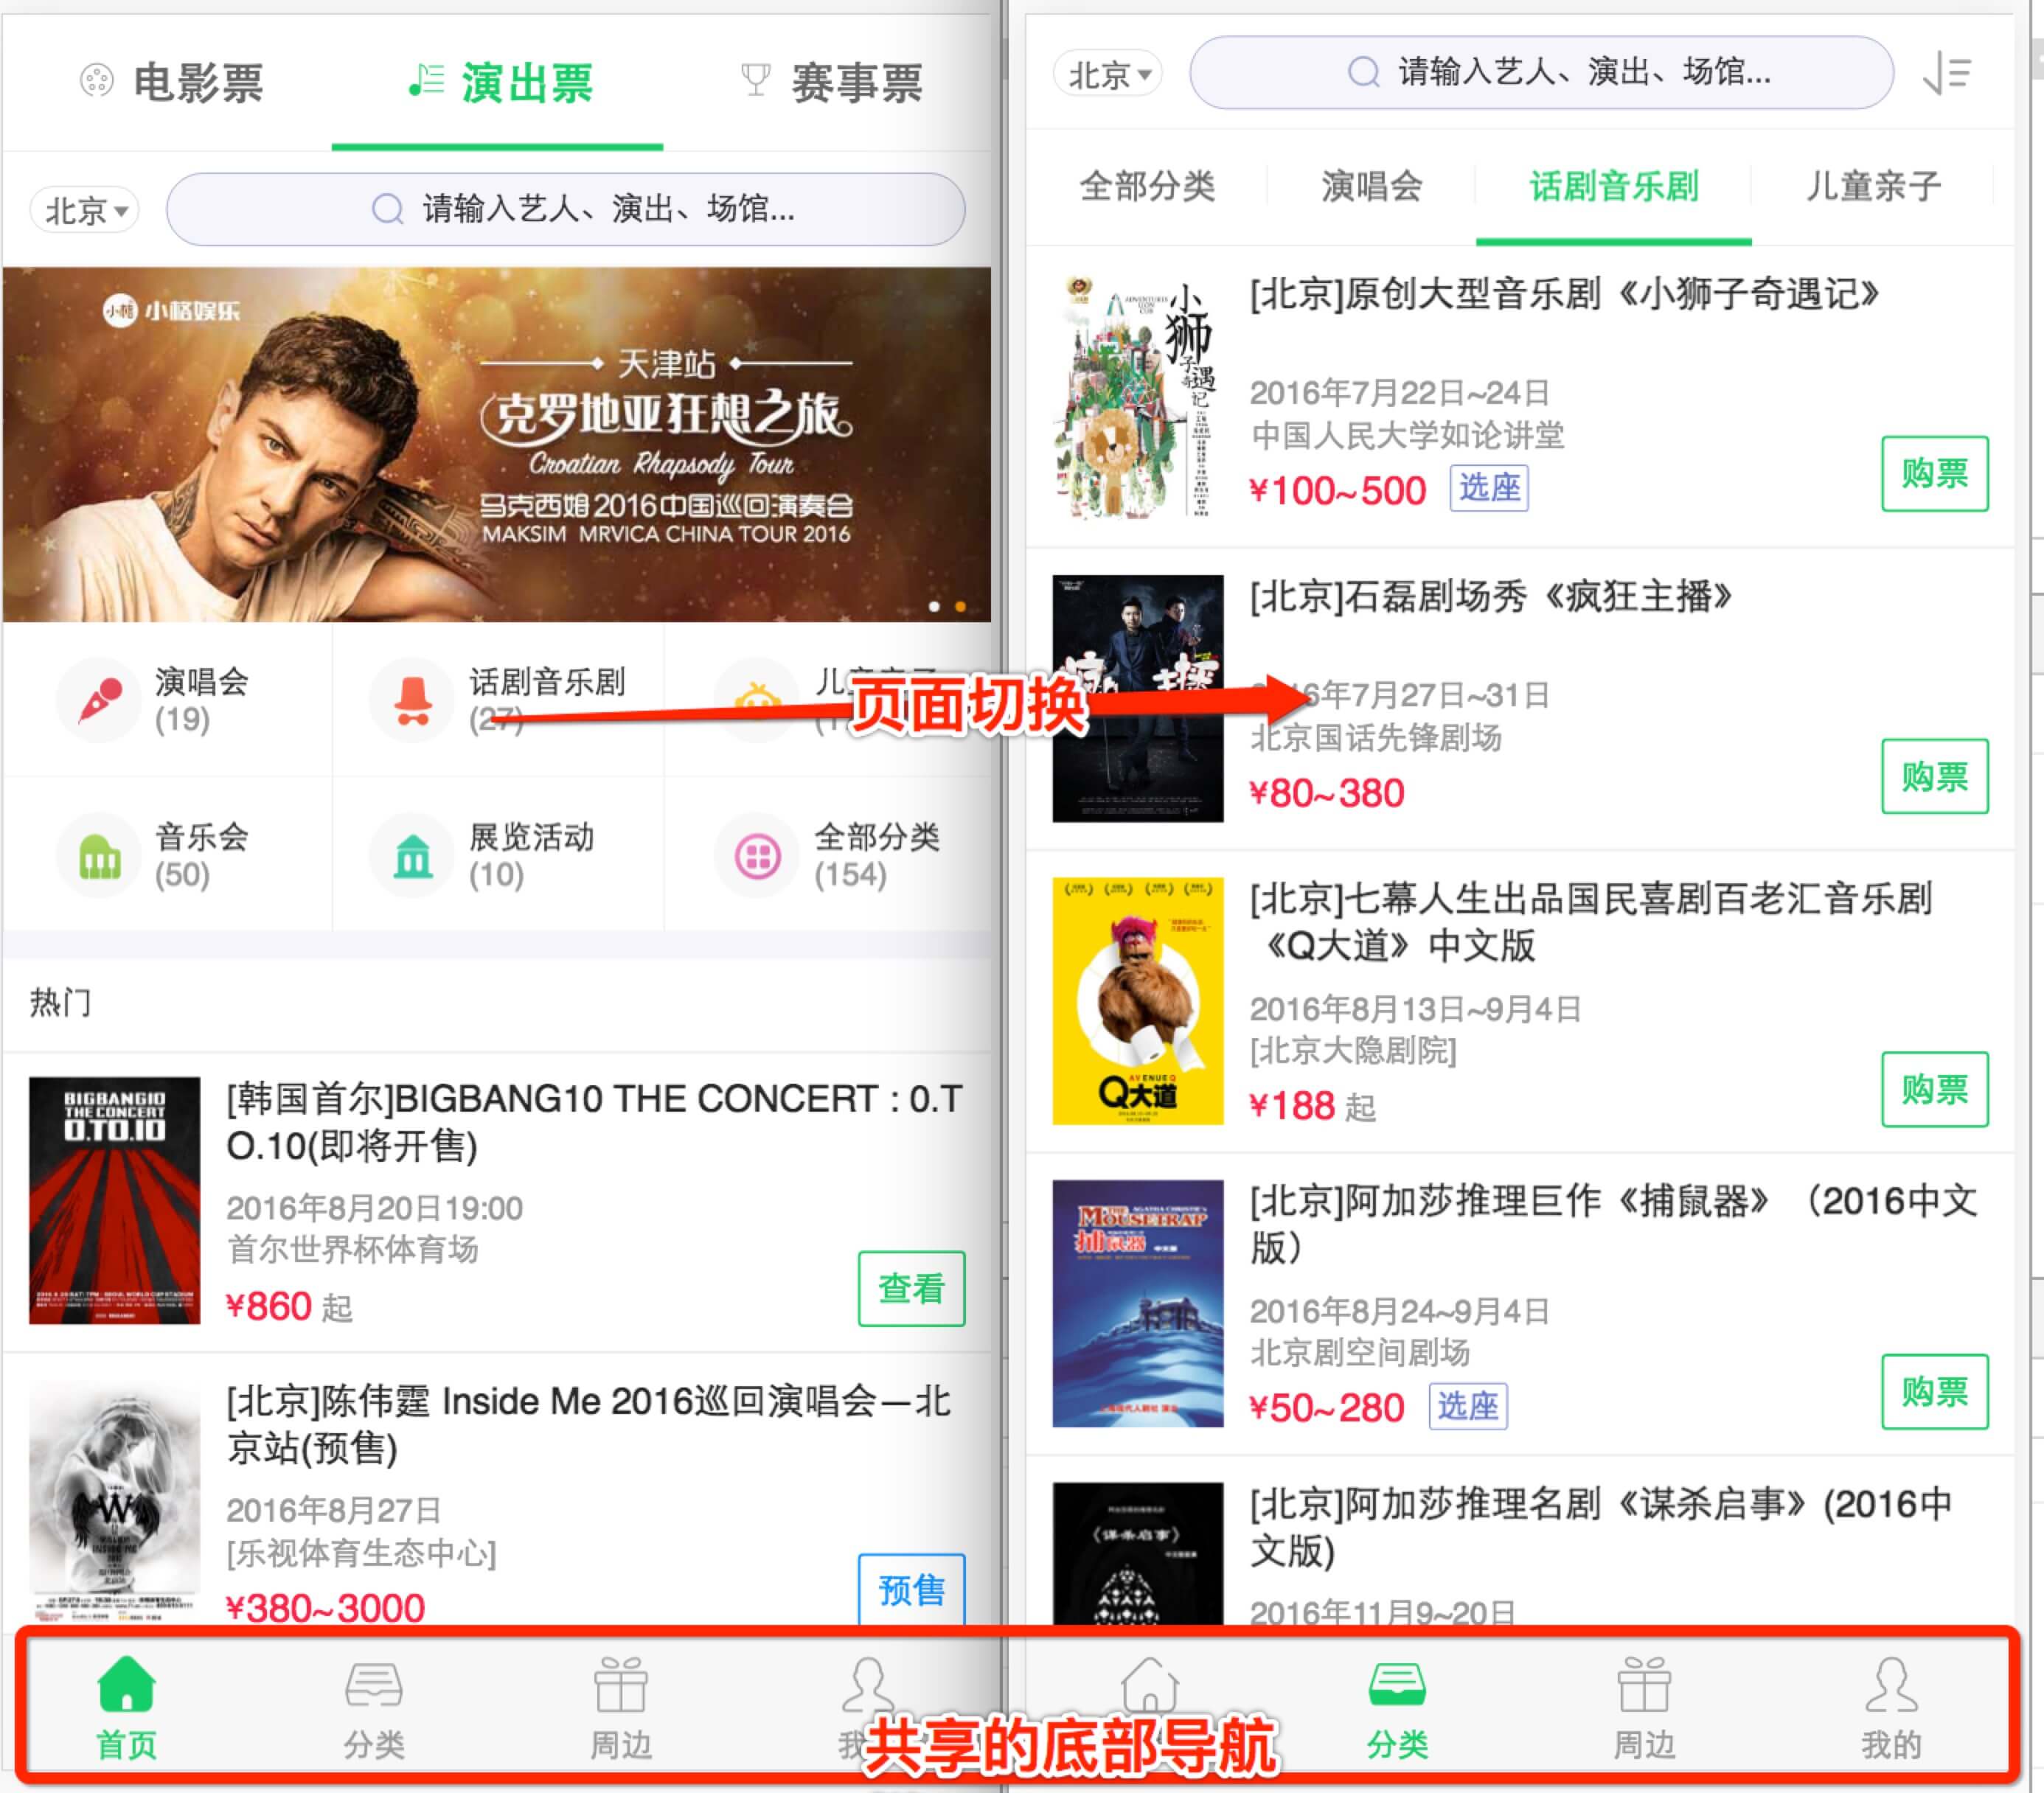 电影票
演出票
赛事票
北京
请输入艺人、演出、场馆...
小格娱乐
天津站
克罗地亚狂想之旅
Croatian Rhapsody Tour
马克西姆2016中国巡回演奏会
MAKSIM MRVICA CHINA TOUR 2016
演唱会
(19)
话剧音乐剧
(27)
音乐会
(50)
展览活动
(10)
全部分类
(154)
热门
BIGBANG10
THE CONCERT
0.TO.10
[韩国首尔]BIGBANG10 THE CONCERT : 0.T
O.10(即将开售)
2016年8月20日19:00
首尔世界杯体育场
¥860 起
查看
[北京]陈伟霆 Inside Me 2016巡回演唱会—北
京站(预售)
2016年8月27日
[乐视体育生态中心]
¥380~3000
预售
首页
分类
周边
我
页面切换
共享的底部导航
北京
请输入艺人、演出、场馆...
全部分类
演唱会
话剧音乐剧
儿童亲子
小狮子奇遇记
[北京]原创大型音乐剧《小狮子奇遇记》
2016年7月22日~24日
中国人民大学如论讲堂
¥100~500
选座
购票
[北京]石磊剧场秀《疯狂主播》
6年7月27日~31日
北京国话先锋剧场
¥80~380
购票
AVENUE Q
Q大道
[北京]七幕人生出品国民喜剧百老汇音乐剧
《Q大道》中文版
2016年8月13日~9月4日
[北京大隐剧院]
¥188 起
购票
THE
AGATHA CHRISTIE'S
MOUSETRAP
捕鼠器
[北京]阿加莎推理巨作《捕鼠器》（2016中文
版）
2016年8月24~9月4日
北京剧空间剧场
¥50~280
选座
购票
《谋杀启事》
[北京]阿加莎推理名剧《谋杀启事》(2016中
文版)
2016年11月9~20日
分类
周边
我的